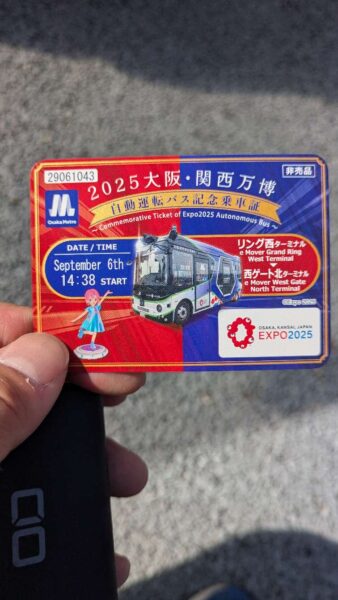 29061043
非売品
Osaka Metro
2025大阪・関西万博
自動運転バス記念乗車証
~ Commemorative Ticket of Expo2025 Autonomous Bus ~
DATE / TIME
September 6th
14:38 START
リング西ターミナル
e Mover Grand Ring
West Terminal
西ゲート北ターミナル
e Mover West Gate
North Terminal
OSAKA, KANSAI, JAPAN
EXPO2025